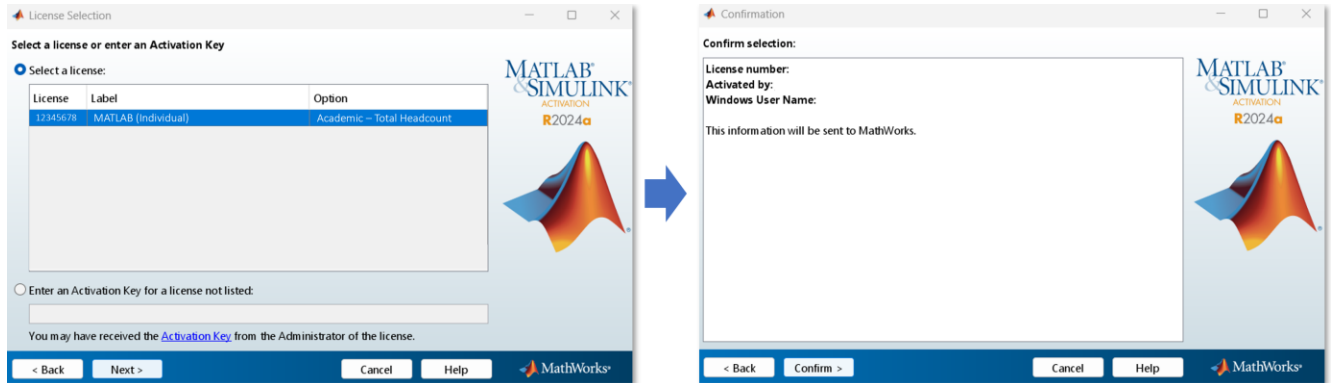 License Selection
Select a license or enter an Activation Key
Select a license:
License Label Option
12345678 MATLAB (Individual) Academic – Total Headcount
Enter an Activation Key for a license not listed:
You may have received the Activation Key from the Administrator of the license.
< Back Next > Cancel Help
MATLAB®
&SIMULINK®
ACTIVATION
R2024a
MathWorks®
Confirmation
Confirm selection:
License number:
Activated by:
Windows User Name:
This information will be sent to MathWorks.
< Back Confirm > Cancel Help
MATLAB®
&SIMULINK®
ACTIVATION
R2024a
MathWorks®